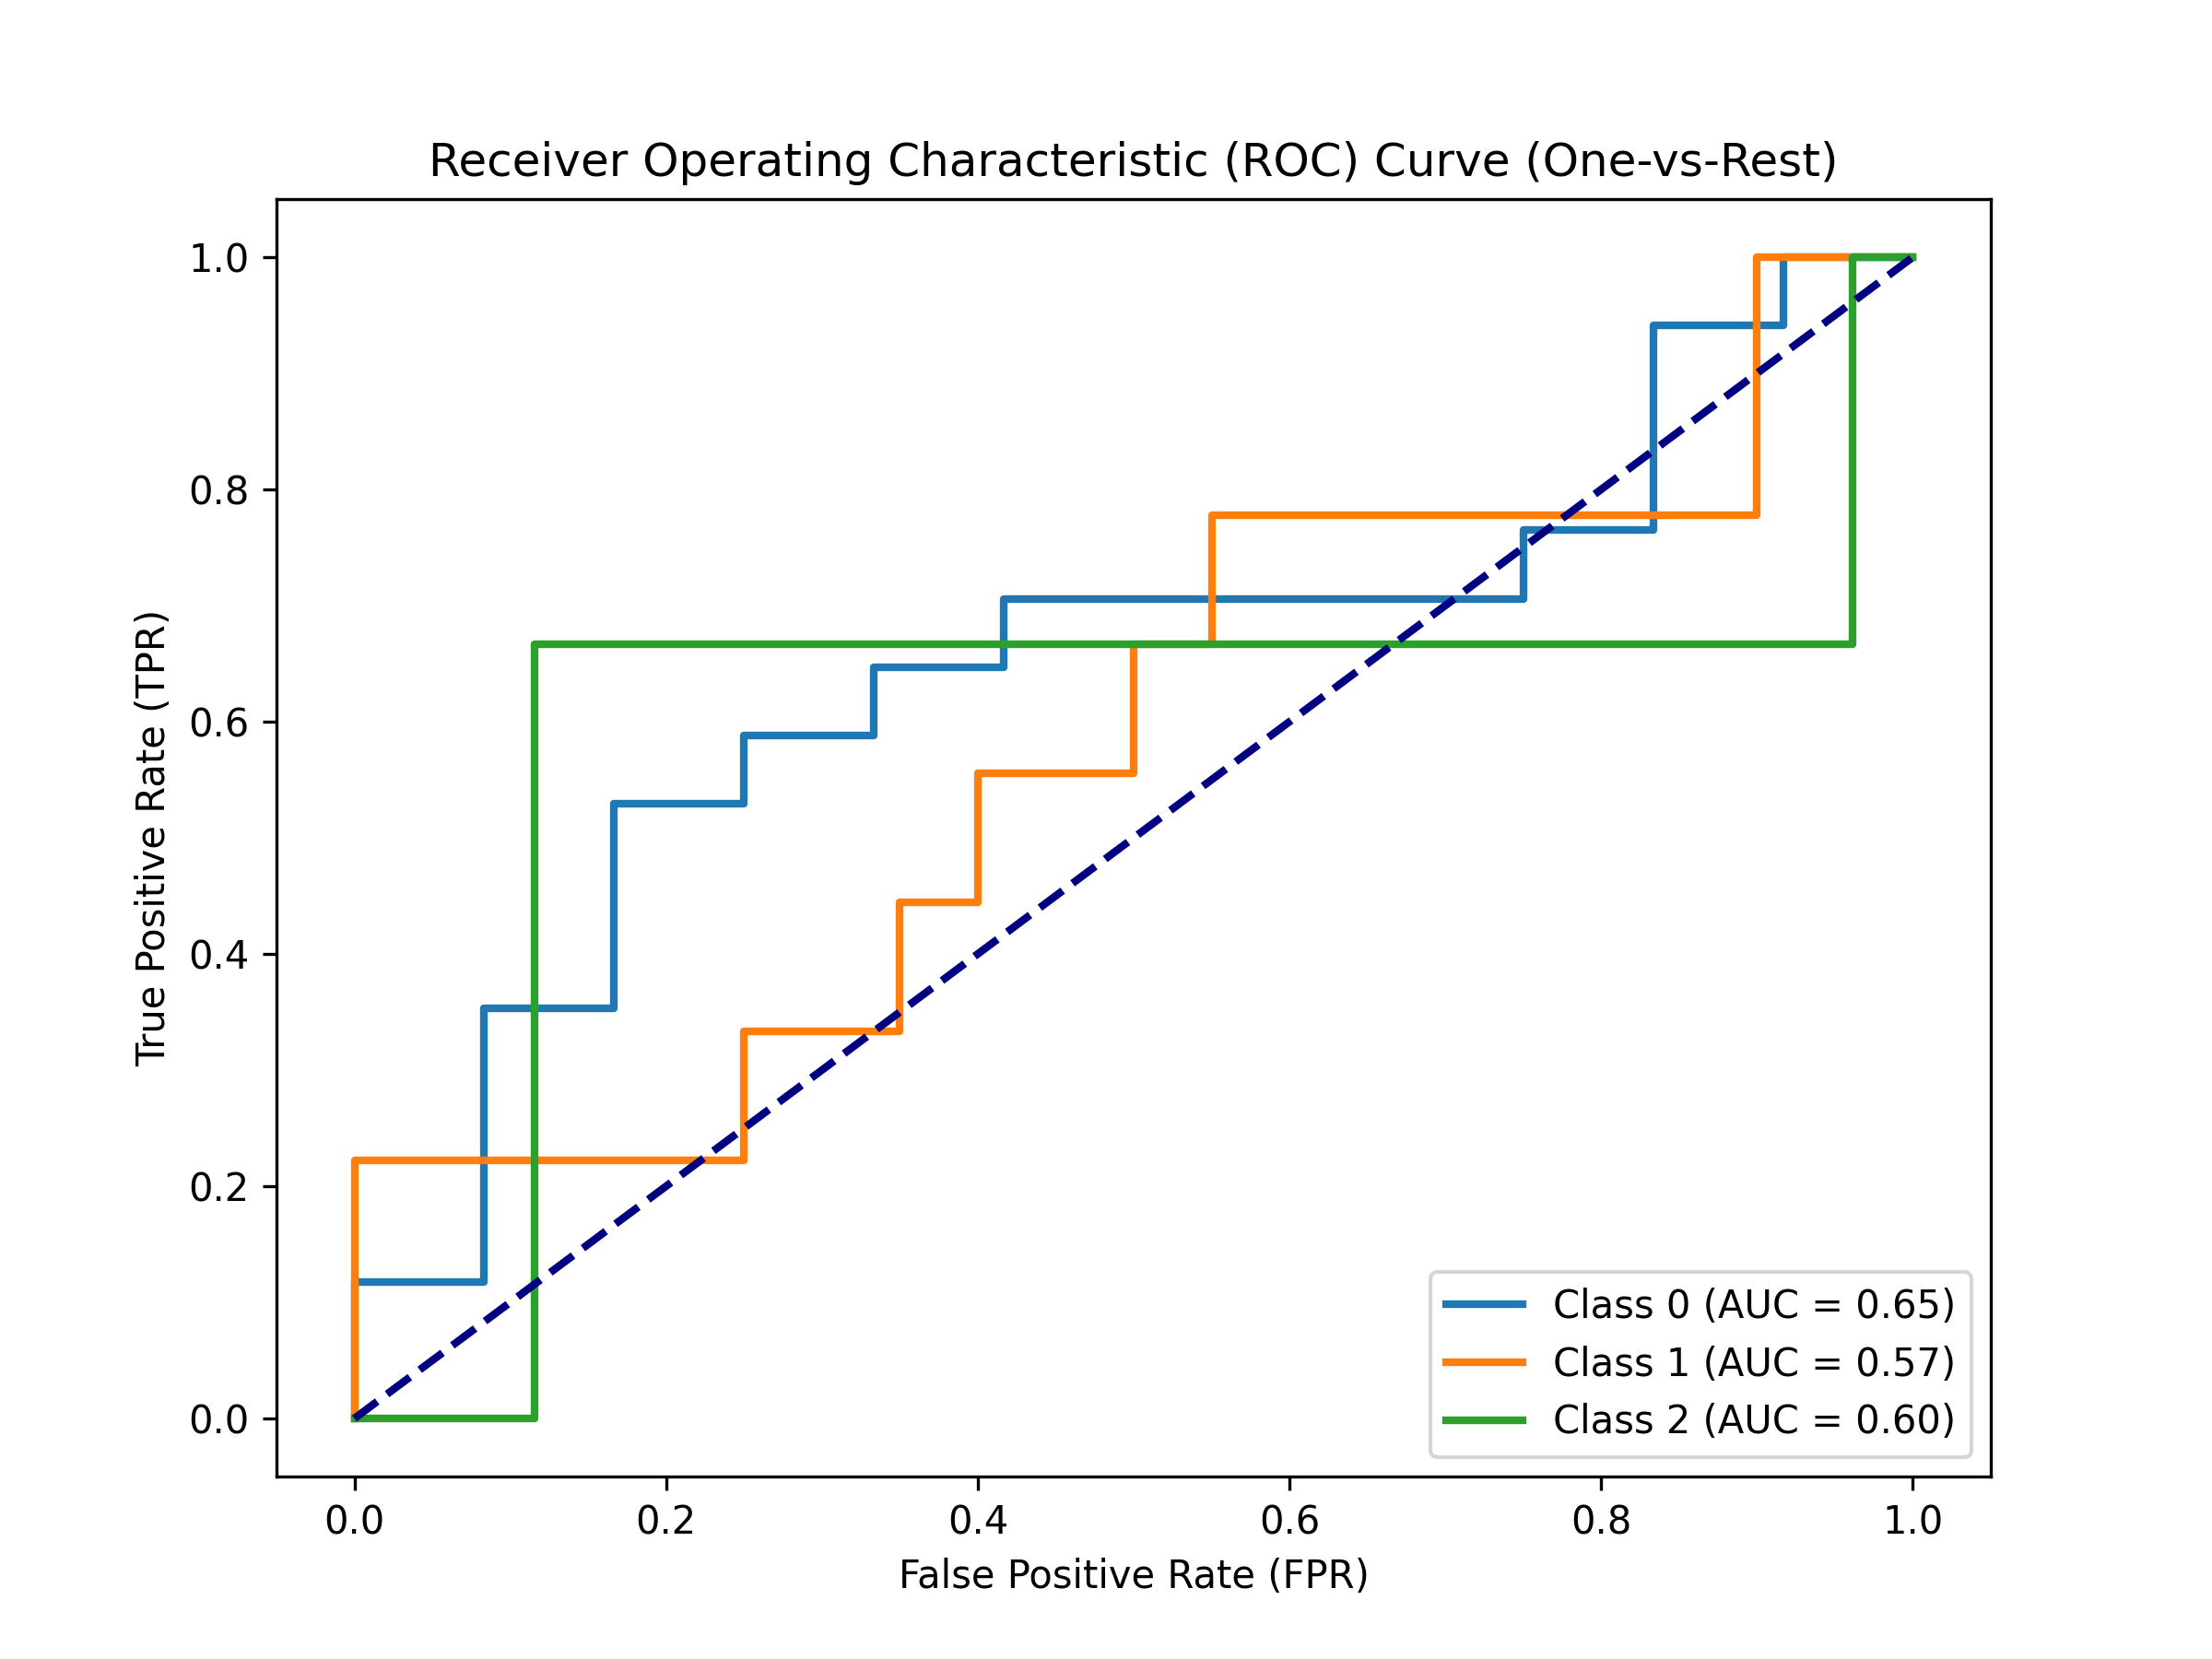 Receiver Operating Characteristic (ROC) Curve (One-vs-Rest)
True Positive Rate (TPR)
1.0
0.8
0.6
0.4
0.2
0.0
0.0 0.2 0.4 0.6 0.8 1.0
False Positive Rate (FPR)
Class 0 (AUC = 0.65)
Class 1 (AUC = 0.57)
Class 2 (AUC = 0.60)